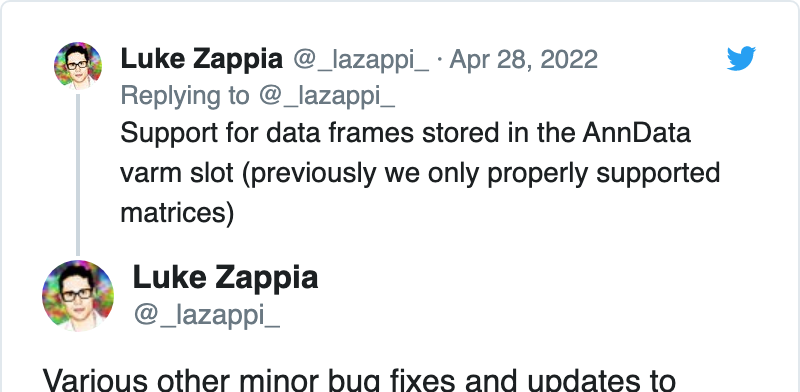 Luke Zappia @_lazappi_ · Apr 28, 2022
Replying to @_lazappi_
Support for data frames stored in the AnnData
varm slot (previously we only properly supported
matrices)
Luke Zappia
@_lazappi_
Various other minor bug fixes and updates to